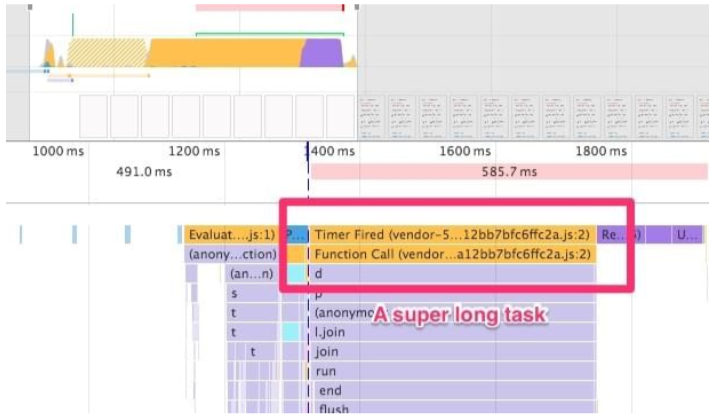 1000 ms 1200 ms 1400 ms 1600 ms 1800 ms
491.0 ms 585.7 ms
Evaluat....js:1) P... Timer Fired (vendor-5...12bb7bfc6ffc2a.js:2) Re...5) U...
(anony...ction) Function Call (vendor...a12bb7bfc6ffc2a.js:2)
(an...n) d
s p
t (anonymo
A super long task
t l.join
t join
run
end
flush